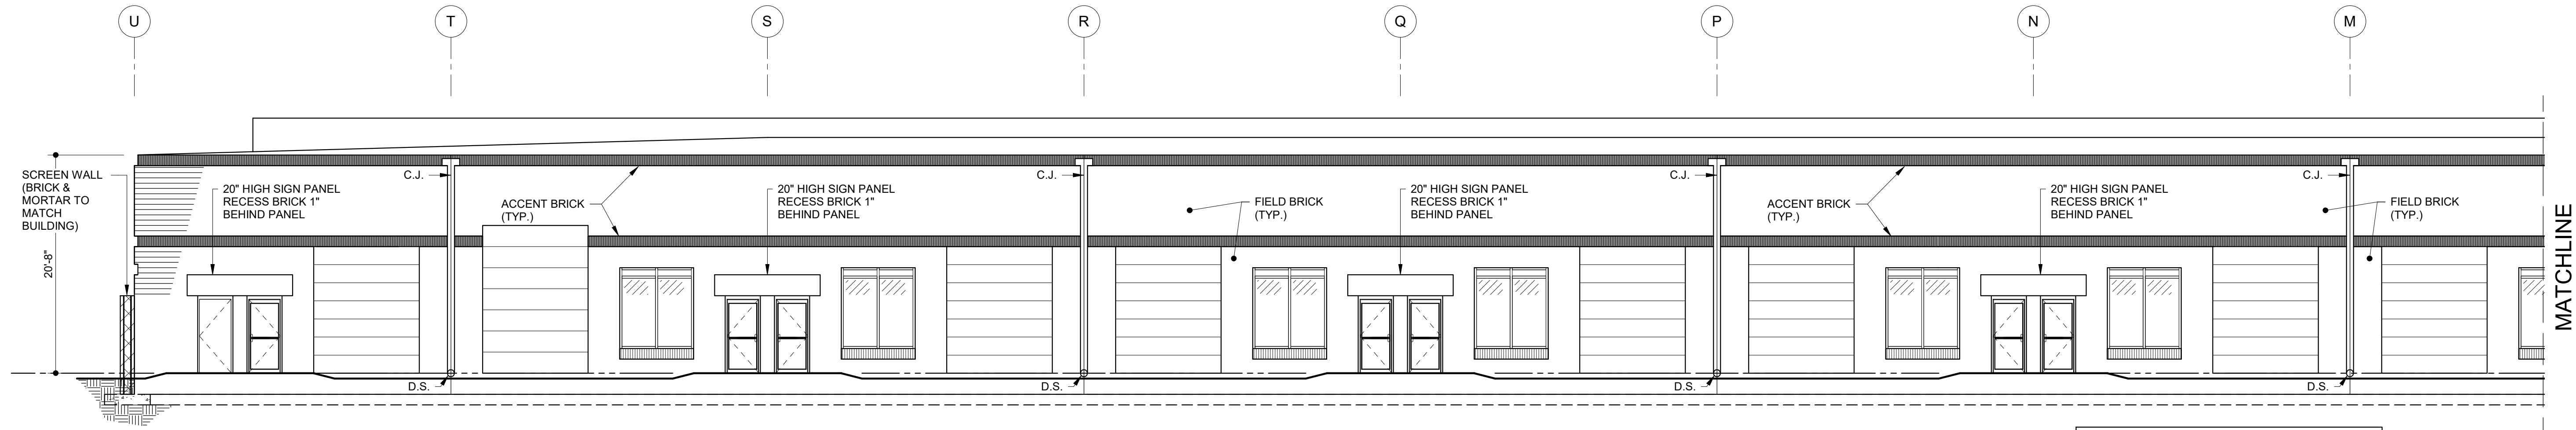 U
T
S
R
Q
P
N
M
SCREEN WALL
(BRICK &
MORTAR TO
MATCH
BUILDING)
20'-8"
20" HIGH SIGN PANEL
RECESS BRICK 1"
BEHIND PANEL
C.J.
ACCENT BRICK
(TYP.)
20" HIGH SIGN PANEL
RECESS BRICK 1"
BEHIND PANEL
C.J.
FIELD BRICK
(TYP.)
20" HIGH SIGN PANEL
RECESS BRICK 1"
BEHIND PANEL
C.J.
ACCENT BRICK
(TYP.)
20" HIGH SIGN PANEL
RECESS BRICK 1"
BEHIND PANEL
C.J.
FIELD BRICK
(TYP.)
MATCHLINE
D.S.
D.S.
D.S.
D.S.